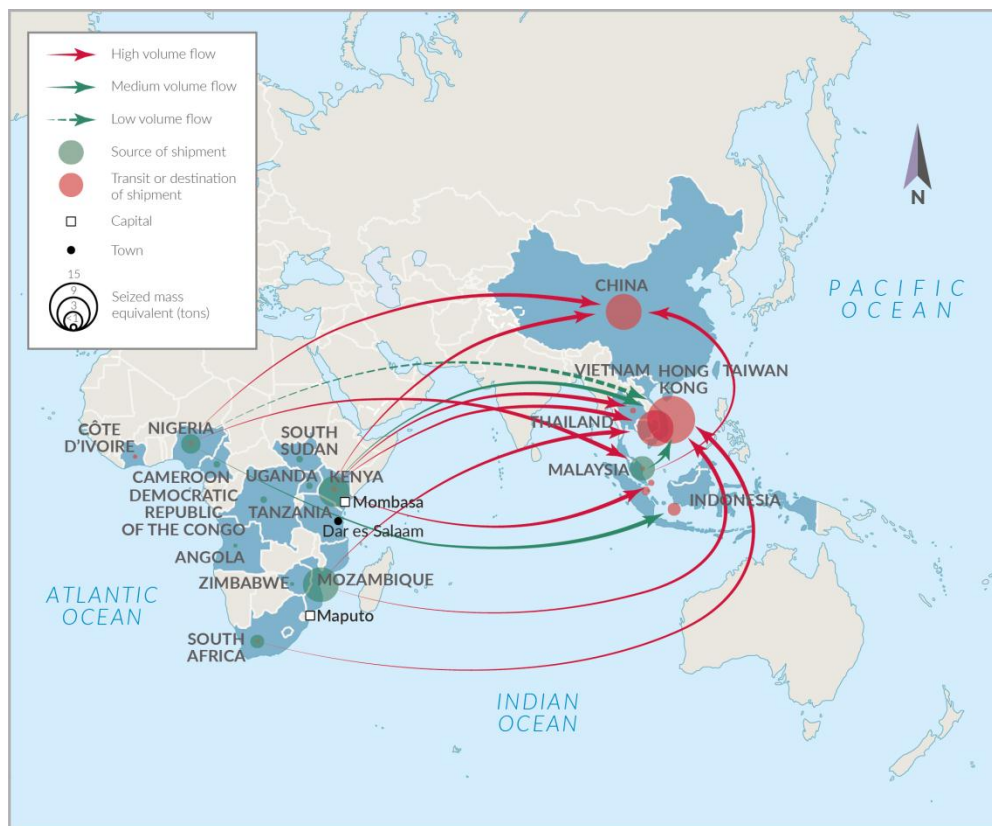 High volume flow
Medium volume flow
Low volume flow
Source of shipment
Transit or destination
of shipment
Capital
Town
15
9
3
<1
Seized mass
equivalent (tons)
N
CHINA
PACIFIC
OCEAN
VIETNAM
HONG
KONG
TAIWAN
THAILAND
MALAYSIA
INDONESIA
CÔTE
D’IVOIRE
NIGERIA
SOUTH
SUDAN
CAMEROON
UGANDA
KENYA
DEMOCRATIC
REPUBLIC
OF THE CONGO
Mombasa
TANZANIA
Dar es Salaam
ANGOLA
ZIMBABWE
MOZAMBIQUE
Maputo
ATLANTIC
OCEAN
SOUTH
AFRICA
INDIAN
OCEAN